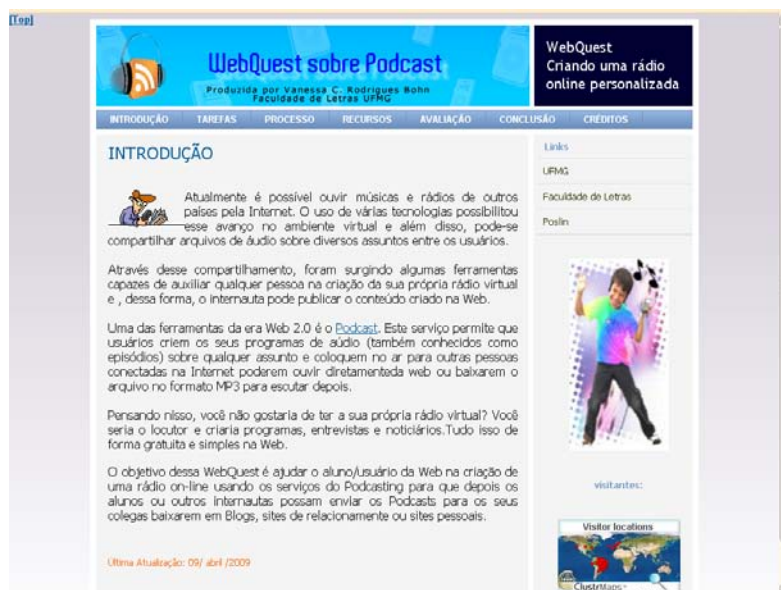 [Top]
WebQuest sobre Podcast
Produzida por Vanessa C. Rodrigues Bohn
Faculdade de Letras UFMG
WebQuest
Criando uma rádio
online personalizada
INTRODUÇÃO TAREFAS PROCESSO RECURSOS AVALIAÇÃO CONCLUSÃO CRÉDITOS
INTRODUÇÃO
Atualmente é possível ouvir músicas e rádios de outros
países pela Internet. O uso de várias tecnologias possibilitou
esse avanço no ambiente virtual e além disso, pode-se
compartilhar arquivos de áudio sobre diversos assuntos entre os usuários.
Através desse compartilhamento, foram surgindo algumas ferramentas
capazes de auxiliar qualquer pessoa na criação da sua própria rádio virtual
e , dessa forma, o internauta pode publicar o conteúdo criado na Web.
Uma das ferramentas da era Web 2.0 é o Podcast. Este serviço permite que
usuários criem os seus programas de aúdio (também conhecidos como
episódios) sobre qualquer assunto e coloquem no ar para outras pessoas
conectadas na Internet poderem ouvir diretamenteda web ou baixarem o
arquivo no formato MP3 para escutar depois.
Pensando nisso, você não gostaria de ter a sua própria rádio virtual? Você
seria o locutor e criaria programas, entrevistas e noticiários.Tudo isso de
forma gratuita e simples na Web.
O objetivo dessa WebQuest é ajudar o aluno/usuário da Web na criação de
uma rádio on-line usando os serviços do Podcasting para que depois os
alunos ou outros internautas possam enviar os Podcasts para os seus
colegas baixarem em Blogs, sites de relacionamento ou sites pessoais.
Última Atualização: 09/ abril /2009
Links
UFMG
Faculdade de Letras
Poslin
visitantes:
Visitor locations
ClustrMaps